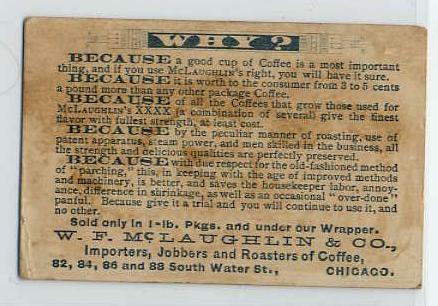 WHY?
BECAUSE a good cup of Coffee is a most important
thing, and if you use McLAUGHLIN'S right, you will have it sure.
BECAUSE it is worth to the consumer from 3 to 5 cents
a pound more than any other package Coffee.
BECAUSE of all the Coffees that grow those used for
McLAUGHLIN'S XXXX (a combination of several) give the finest
flavor with fullest strength, at least cost.
BECAUSE by the peculiar manner of roasting, use of
patent apparatus, steam power, and men skilled in the business, all
the strength and delicious qualities are perfectly preserved.
BECAUSE with due respect for the old-fashioned method
of "parching," this, in keeping with the age of improved methods
and machinery, is better, and saves the housekeeper labor, annoy-
ance, difference in shrinkage, as well as an occasional "over-done"
panful. Because give it a trial and you will continue to use it, and
no other.
Sold only in 1-lb. Pkgs. and under our Wrapper.
W. F. McLAUGHLIN & CO.,
Importers, Jobbers and Roasters of Coffee,
82, 84, 86 and 88 South Water St., CHICAGO.